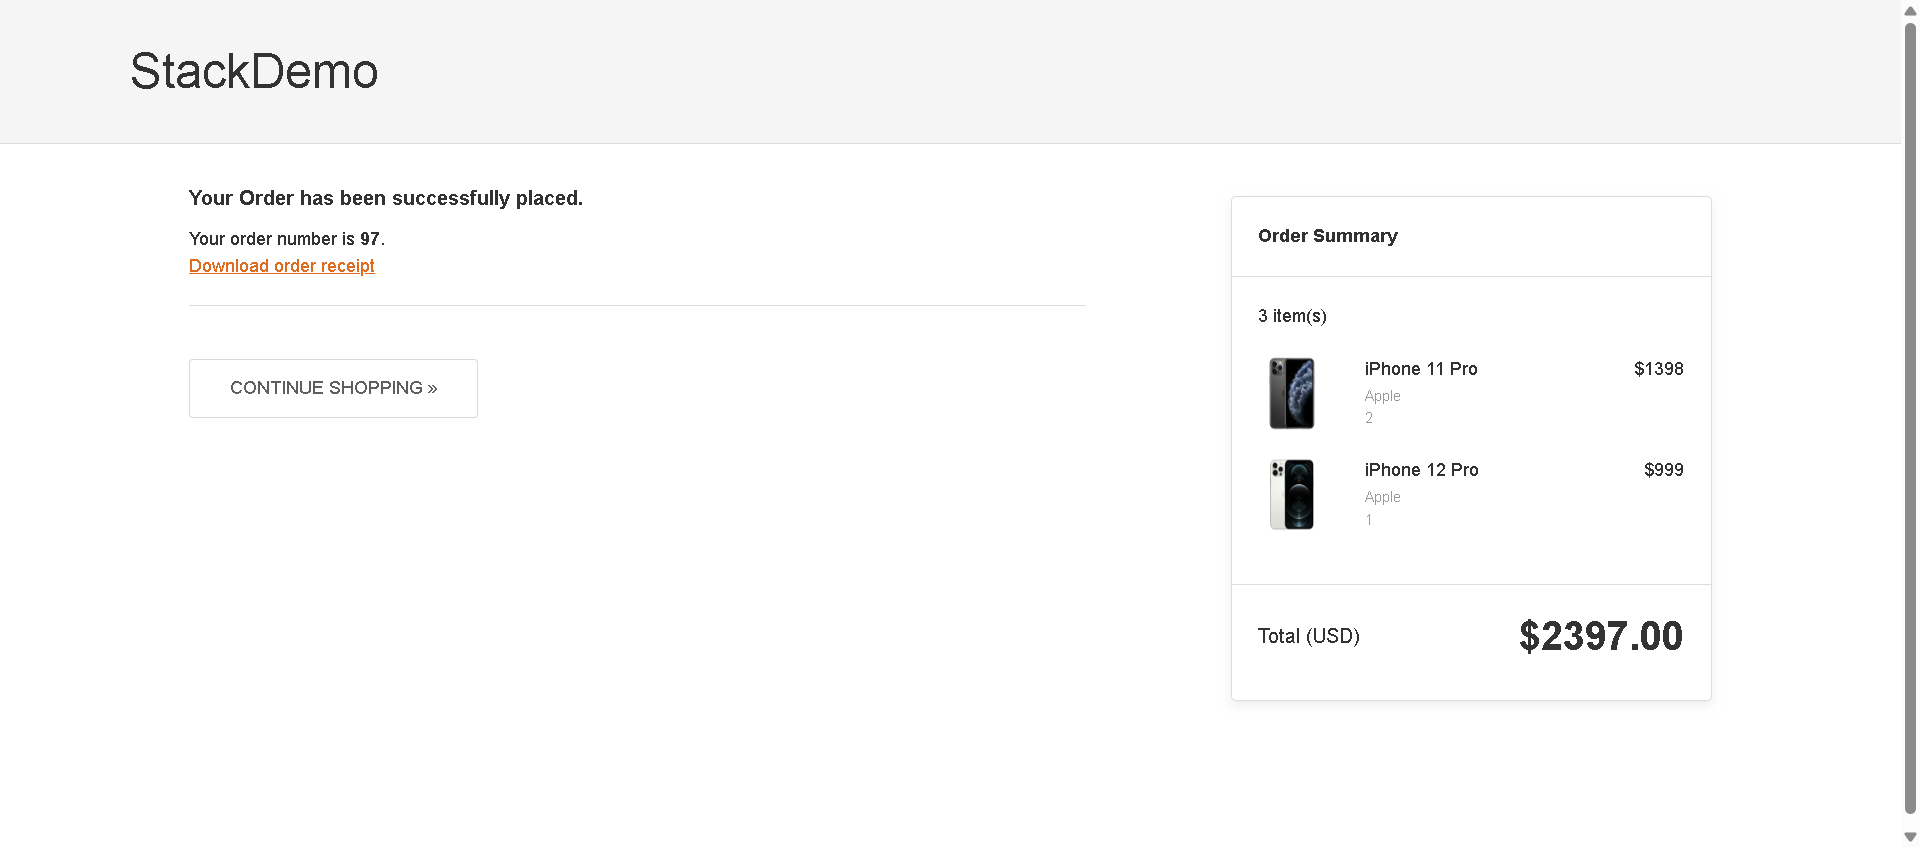 StackDemo
Your Order has been successfully placed.
Your order number is 97.
Download order receipt
CONTINUE SHOPPING »
Order Summary
3 item(s)
iPhone 11 Pro $1398
Apple
2
iPhone 12 Pro $999
Apple
1
Total (USD) $2397.00